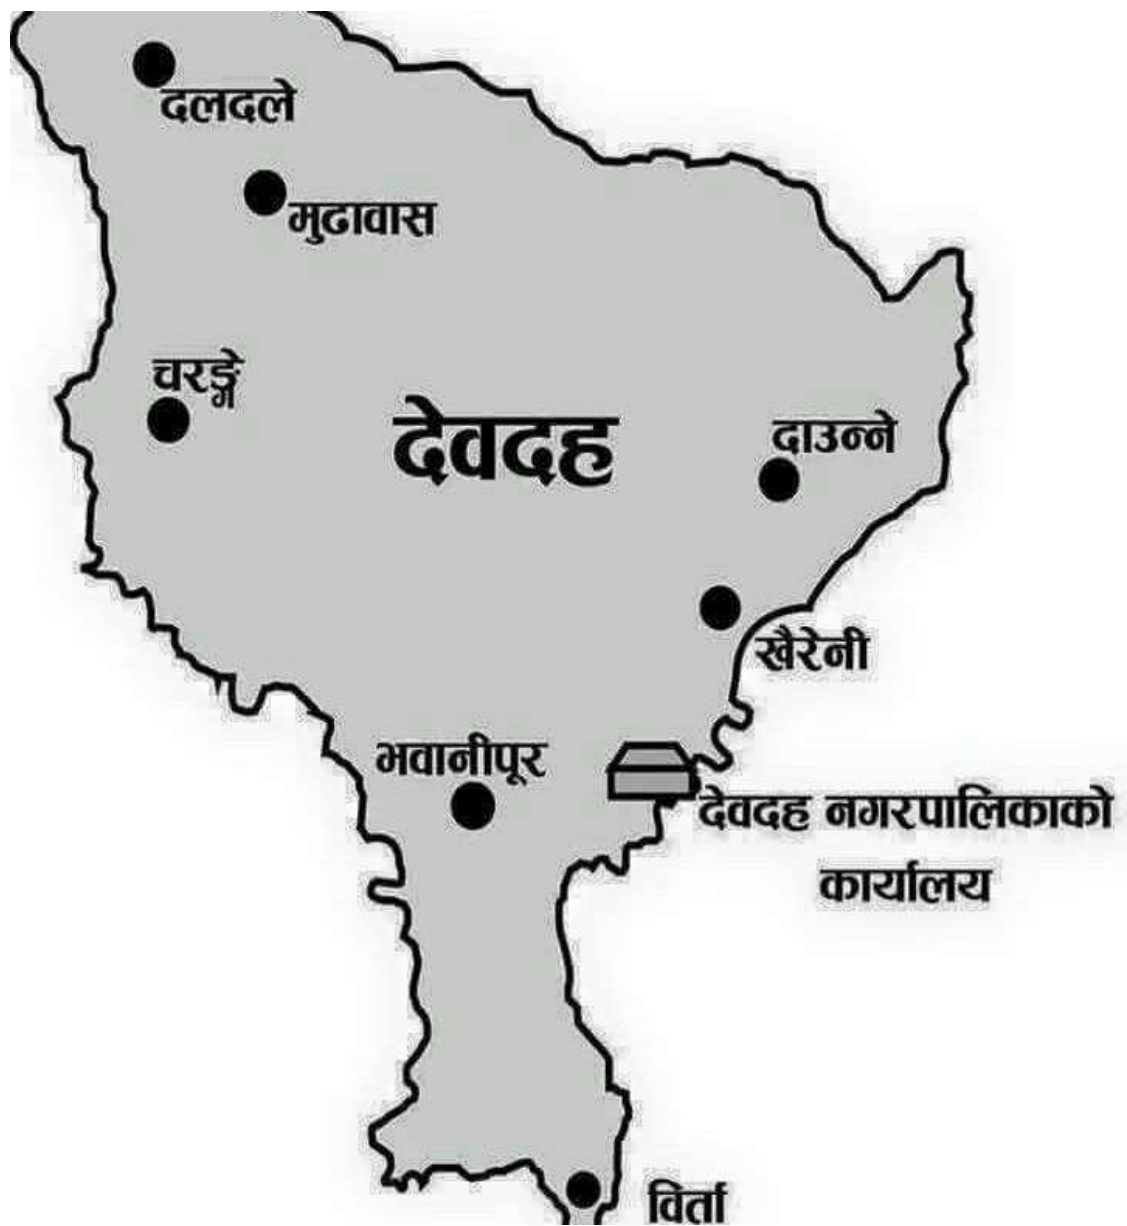 दलदले
मुढावास
चरङ्गे
देवदह
दाउन्ने
खैरेनी
भवानीपूर
देवदह नगरपालिकाको
कार्यालय
विर्ता